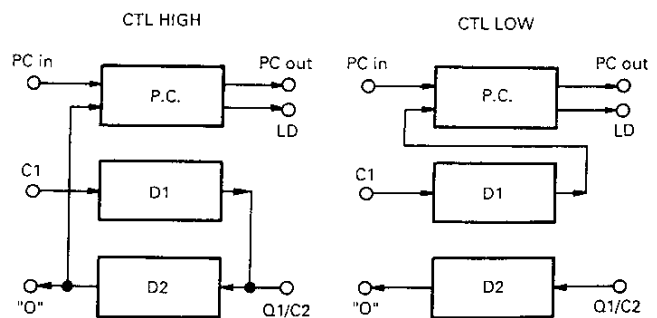 CTL HIGH
PC in
PC out
P.C.
LD
C1
D1
D2
"O"
Q1/C2
CTL LOW
PC in
PC out
P.C.
LD
C1
D1
D2
"O"
Q1/C2